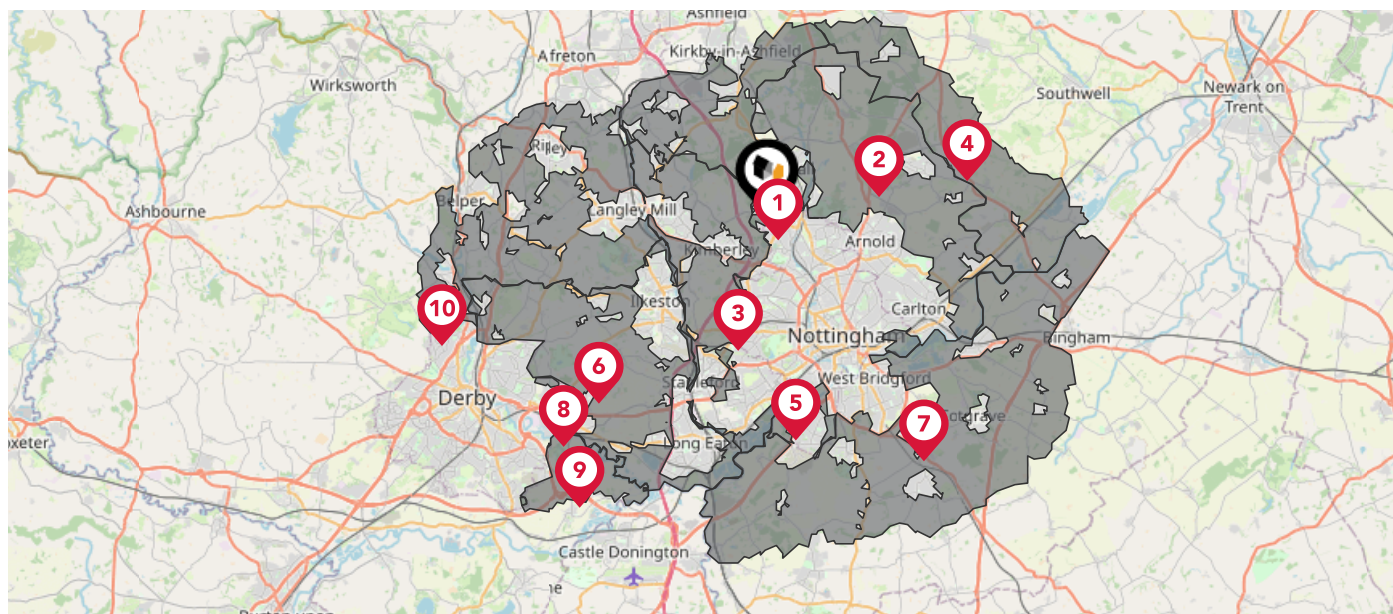 Ashfield
Kirkby-in-Ashfield
Afreton
Wirksworth
Southwell
Newark on
Trent
4
2
Ripley
1
Belper
Langley Mill
Ashbourne
Arnold
Kimberley
10
Ilkeston
3
Carlton
Nottingham
Bingham
6
Stapleford
West Bridgford
Derby
8
5
7
Cotgrave
oxeter
Long Eaton
9
Castle Donington